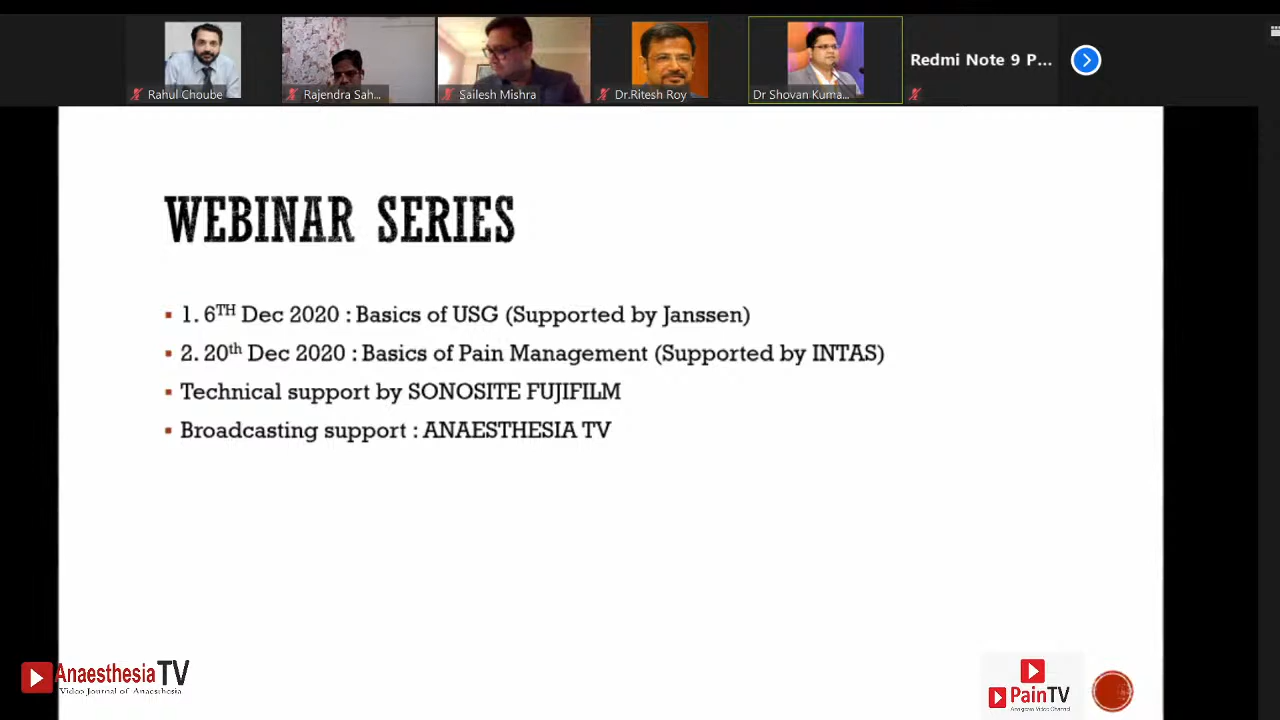 Rahul Choube
Rajendra Sah...
Sailesh Mishra
Dr.Ritesh Roy
Dr Shovan Kuma...
Redmi Note 9 P...
WEBINAR SERIES
1. 6TH Dec 2020 : Basics of USG (Supported by Janssen)
2. 20th Dec 2020 : Basics of Pain Management (Supported by INTAS)
Technical support by SONOSITE FUJIFILM
Broadcasting support : ANAESTHESIA TV
AnaesthesiaTV
Video Journal of Anaesthesia
PainTV